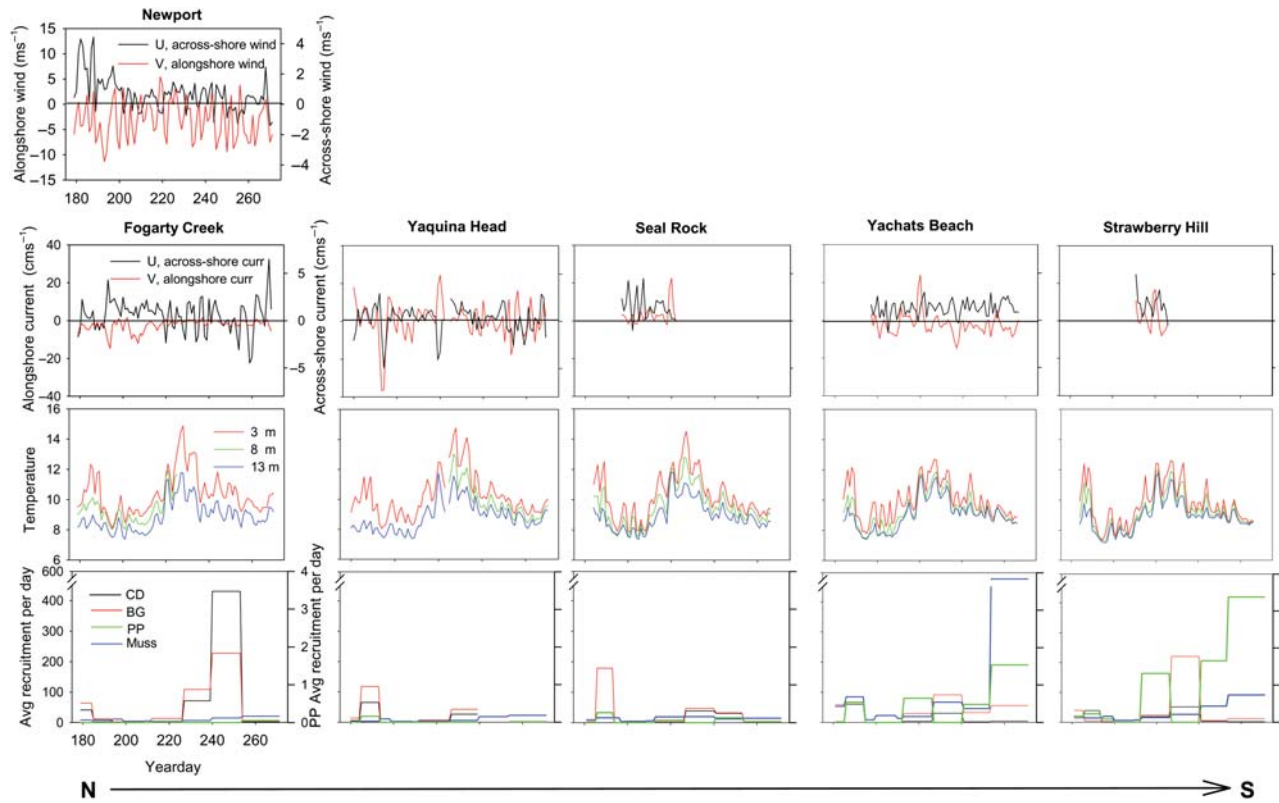 Newport
Alongshore wind (ms⁻¹)
15
10
5
0
−5
−10
−15
U, across-shore wind
V, alongshore wind
4
2
0
−2
−4
Across-shore wind (ms⁻¹)
180 200 220 240 260
Fogarty Creek
Yaquina Head
Seal Rock
Yachats Beach
Strawberry Hill
Alongshore current (cms⁻¹)
40
20
0
−20
−40
U, across-shore curr
V, alongshore curr
5
0
−5
Across-shore current (cms⁻¹)
Temperature
16
14
12
10
8
6
3 m
8 m
13 m
Avg recruitment per day
600
400
300
200
100
0
CD
BG
PP
Muss
4
3
2
1
0
PP Avg recruitment per day
180 200 220 240 260
Yearday
N S